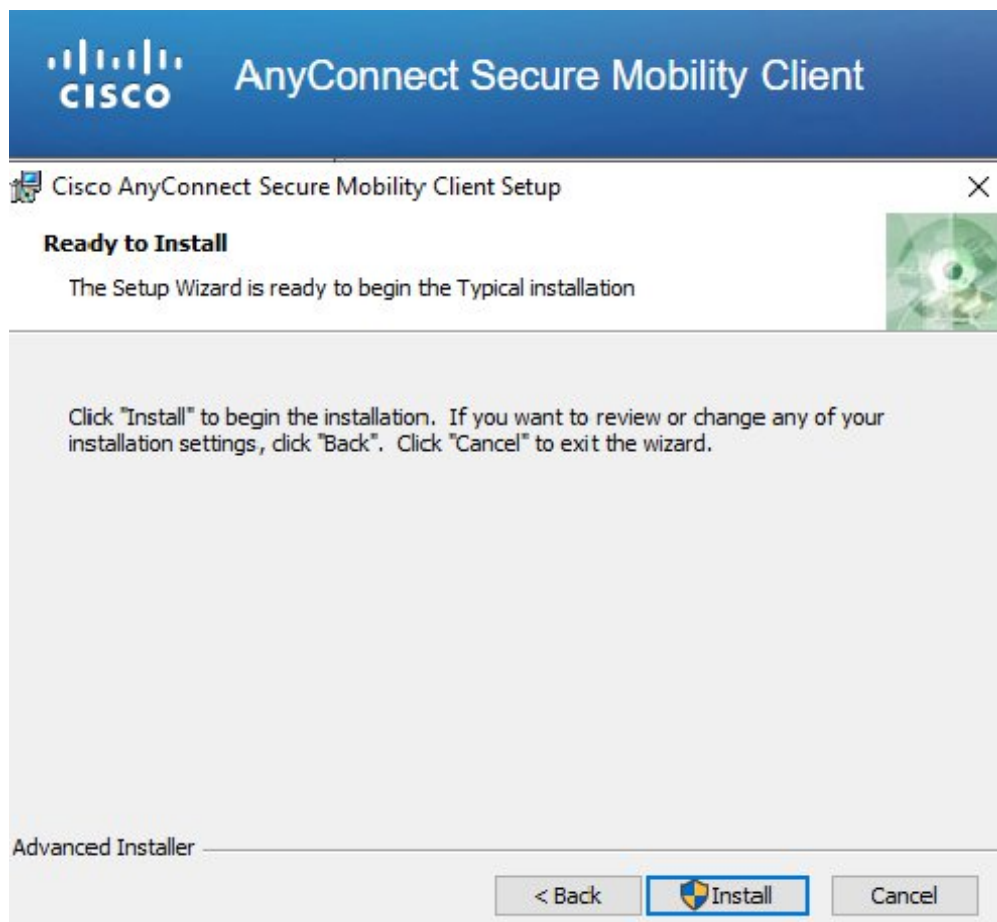 CISCO
AnyConnect Secure Mobility Client
Cisco AnyConnect Secure Mobility Client Setup
Ready to Install
The Setup Wizard is ready to begin the Typical installation
Click "Install" to begin the installation. If you want to review or change any of your
installation settings, click "Back". Click "Cancel" to exit the wizard.
Advanced Installer
< Back
Install
Cancel